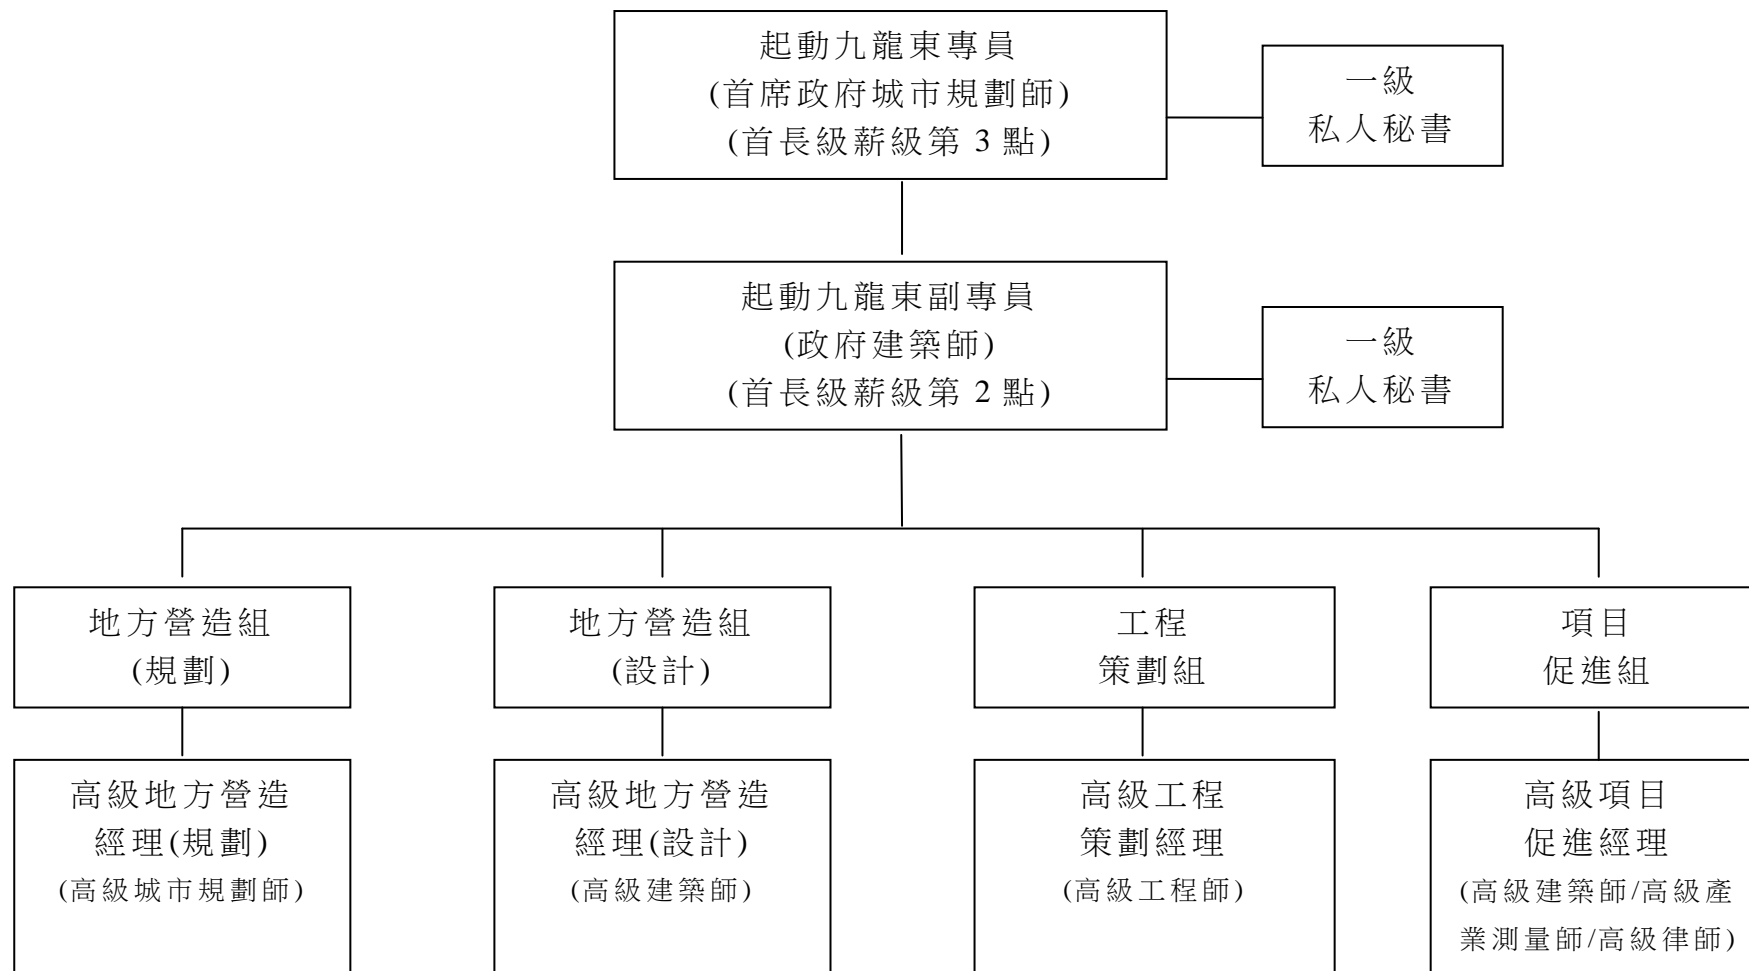 起動九龍東專員
(首席政府城市規劃師)
(首長級薪級第 3 點)
一級
私人秘書
起動九龍東副專員
(政府建築師)
(首長級薪級第 2 點)
一級
私人秘書
地方營造組
(規劃)
地方營造組
(設計)
工程
策劃組
項目
促進組
高級地方營造
經理(規劃)
(高級城市規劃師)
高級地方營造
經理(設計)
(高級建築師)
高級工程
策劃經理
(高級工程師)
高級項目
促進經理
(高級建築師/高級產
業測量師/高級律師)